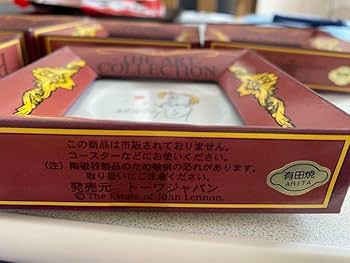 THE ART
COLLECTION
この商品は市販されておりません。
コースターなどにお使いください。
(注) 陶磁器製品のため破損の恐れがあります。
取り扱いにご注意ください。
発売元 トーワジャパン
©The Estate of John Lennon.
有田焼
ARITA